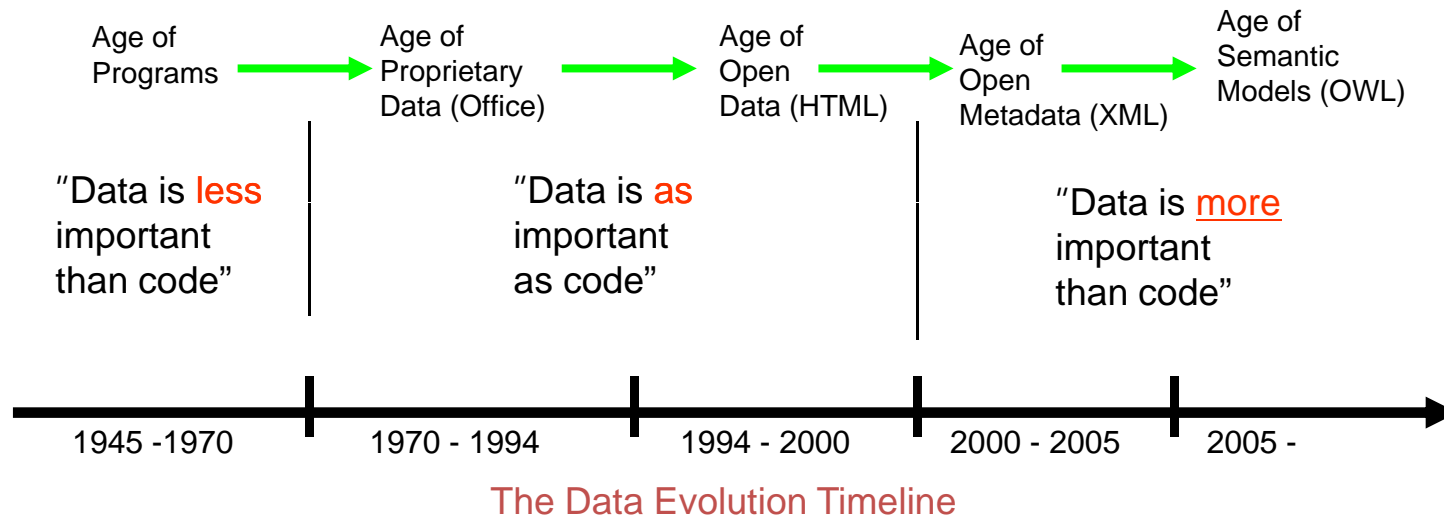 Age of
Programs
Age of
Proprietary
Data (Office)
Age of
Open
Data (HTML)
Age of
Open
Metadata (XML)
Age of
Semantic
Models (OWL)
"Data is less
important
than code”
"Data is as
important
as code”
"Data is more
important
than code”
1945 -1970
1970 - 1994
1994 - 2000
2000 - 2005
2005 -
The Data Evolution Timeline